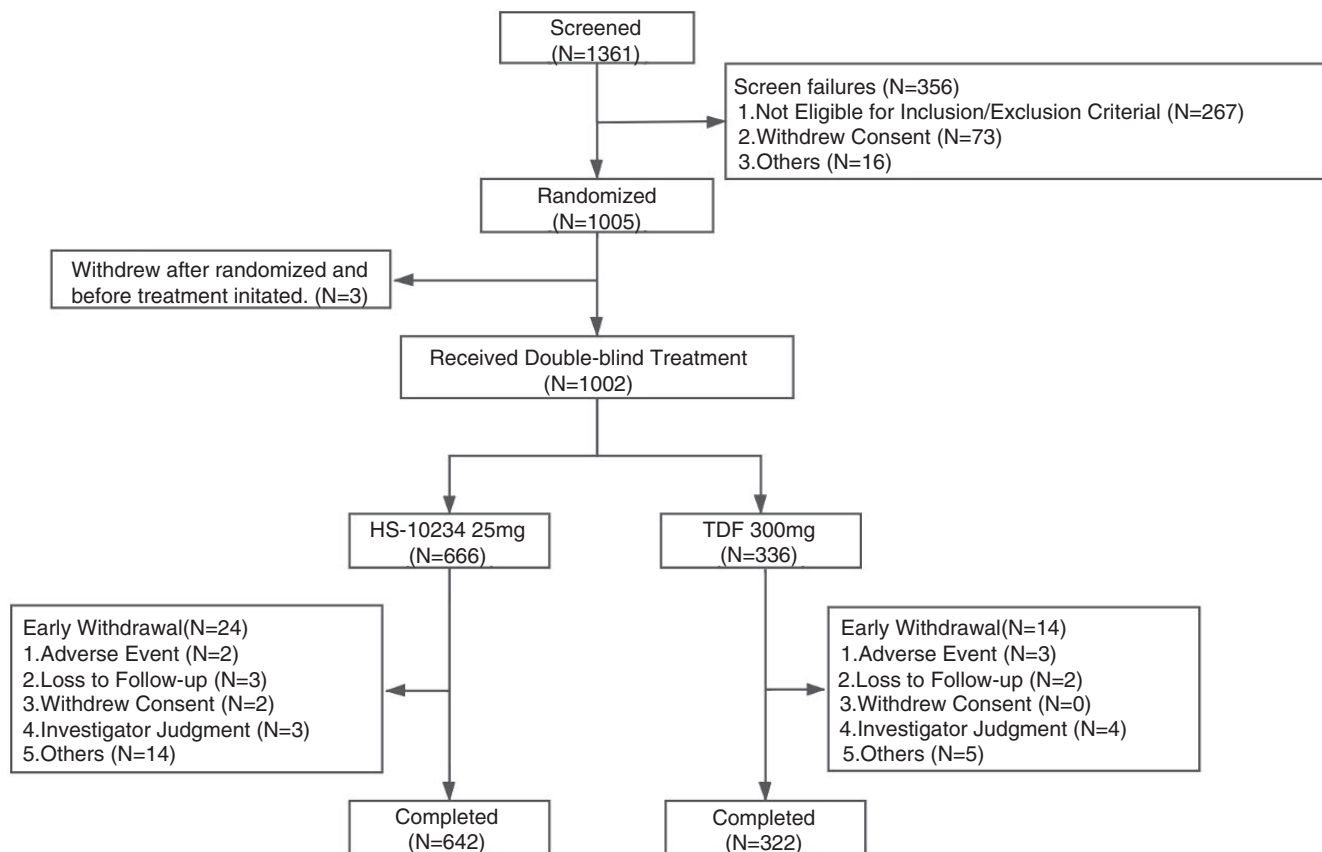 Screened
(N=1361)
Screen failures (N=356)
1.Not Eligible for Inclusion/Exclusion Criterial (N=267)
2.Withdrew Consent (N=73)
3.Others (N=16)
Randomized
(N=1005)
Withdrew after randomized and
before treatment initated. (N=3)
Received Double-blind Treatment
(N=1002)
HS-10234 25mg
(N=666)
TDF 300mg
(N=336)
Early Withdrawal(N=24)
1.Adverse Event (N=2)
2.Loss to Follow-up (N=3)
3.Withdrew Consent (N=2)
4.Investigator Judgment (N=3)
5.Others (N=14)
Early Withdrawal(N=14)
1.Adverse Event (N=3)
2.Loss to Follow-up (N=2)
3.Withdrew Consent (N=0)
4.Investigator Judgment (N=4)
5.Others (N=5)
Completed
(N=642)
Completed
(N=322)